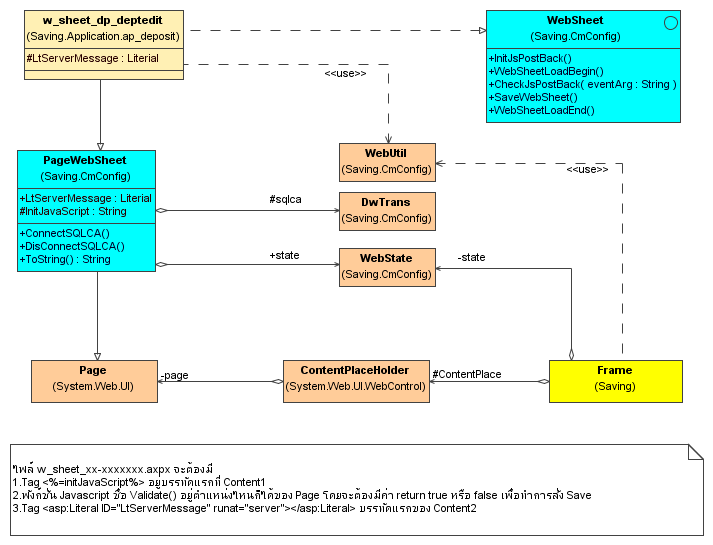 w_sheet_dp_deptedit
(Saving.Application.ap_deposit)
#LtServerMessage : Literial
WebSheet
(Saving.CmConfig)
+InitJsPostBack()
+WebSheetLoadBegin()
+CheckJsPostBack( eventArg : String )
+SaveWebSheet()
+WebSheetLoadEnd()
<<use>>
PageWebSheet
(Saving.CmConfig)
+LtServerMessage : Literial
#InitJavaScript : String
+ConnectSQLCA()
+DisConnectSQLCA()
+ToString() : String
WebUtil
(Saving.CmConfig)
<<use>>
#sqlca
DwTrans
(Saving.CmConfig)
+state
WebState
(Saving.CmConfig)
-state
Page
(System.Web.UI)
-page
ContentPlaceHolder
(System.Web.UI.WebControl)
#ContentPlace
Frame
(Saving)
ไฟล์ w_sheet_xx-xxxxxxx.axpx จะต้องมี
1.Tag <%=initJavaScript%> อยู่บรรทัดแรกที่ Content1
2.ฟังก์ชัน Javascript ชื่อ Validate() อยู่ตำแหน่งไหนก็ได้ของ Page โดยจะต้องมีค่า return true หรือ false เพื่อทำการสั่ง Save
3.Tag <asp:Literal ID="LtServerMessage" runat="server"></asp:Literal> บรรทัดแรกของ Content2